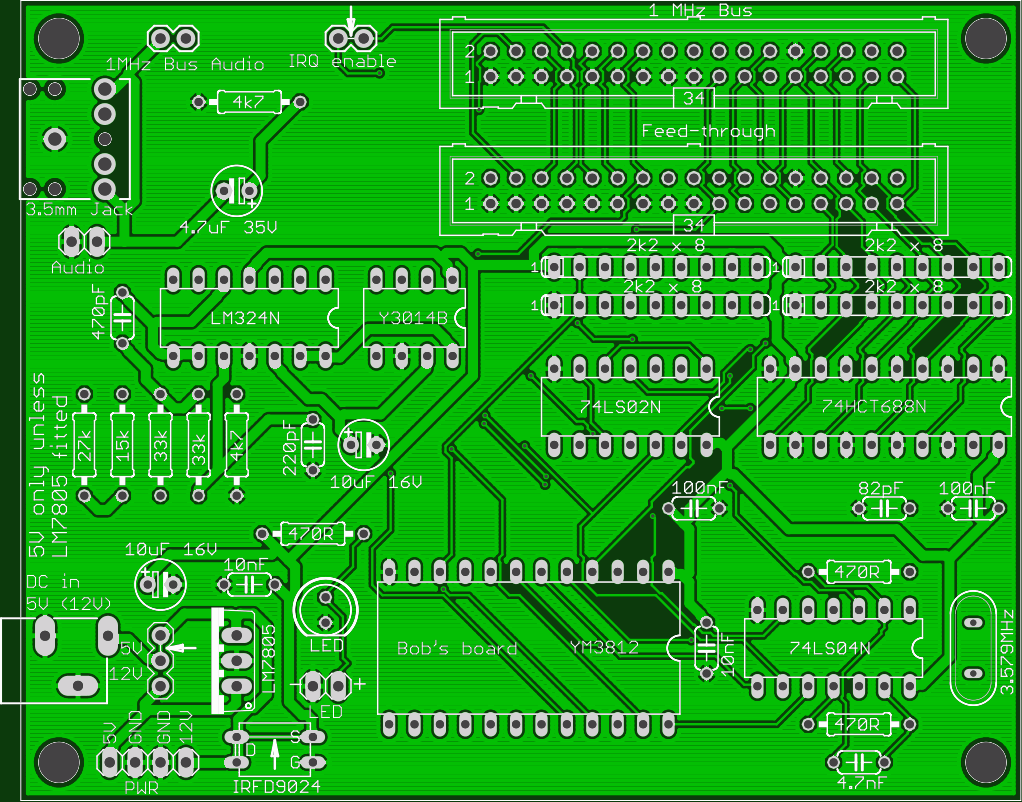 1 MHz Bus
1MHz Bus Audio
IRQ enable
2
1
34
4k7
Feed-through
2
1
34
3.5mm Jack
4.7uF 35V
+
Audio
2k2 x 8
2k2 x 8
1
1
2k2 x 8
2k2 x 8
1
1
470pF
LM324N
Y3014B
74LS02N
74HCT688N
5V only unless
LM7805 fitted
27k
15k
33k
33k
4k7
220pF
+
10uF 16V
100nF
82pF
100nF
470R
10uF 16V
+
10nF
DC in
5V (12V)
470R
LED
5V
12V
LM7805
Bob's board
YM3812
10nF
74LS04N
3.579MHz
- +
LED
5V
GND
GND
12V
PWR
D
S
G
IRFD9024
470R
4.7nF